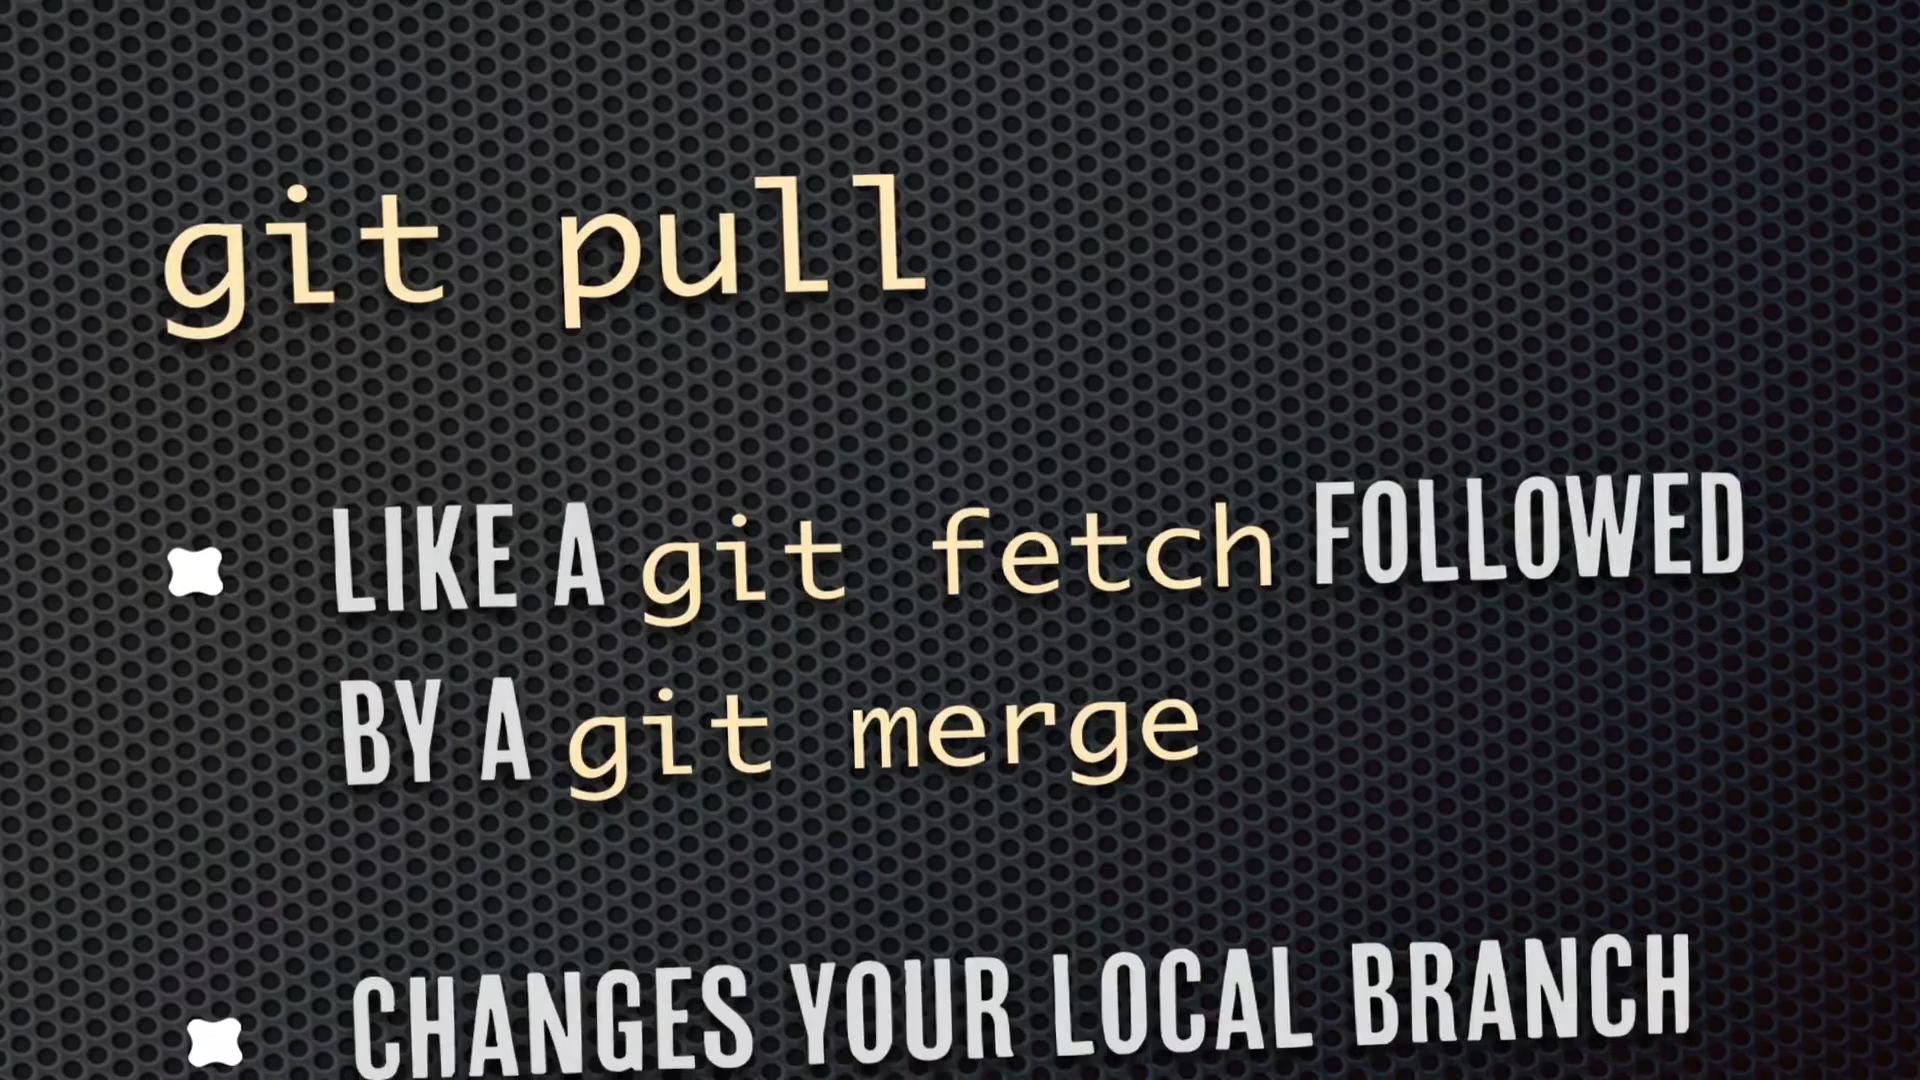 git pull
LIKE A git fetch FOLLOWED
BY A git merge
CHANGES YOUR LOCAL BRANCH